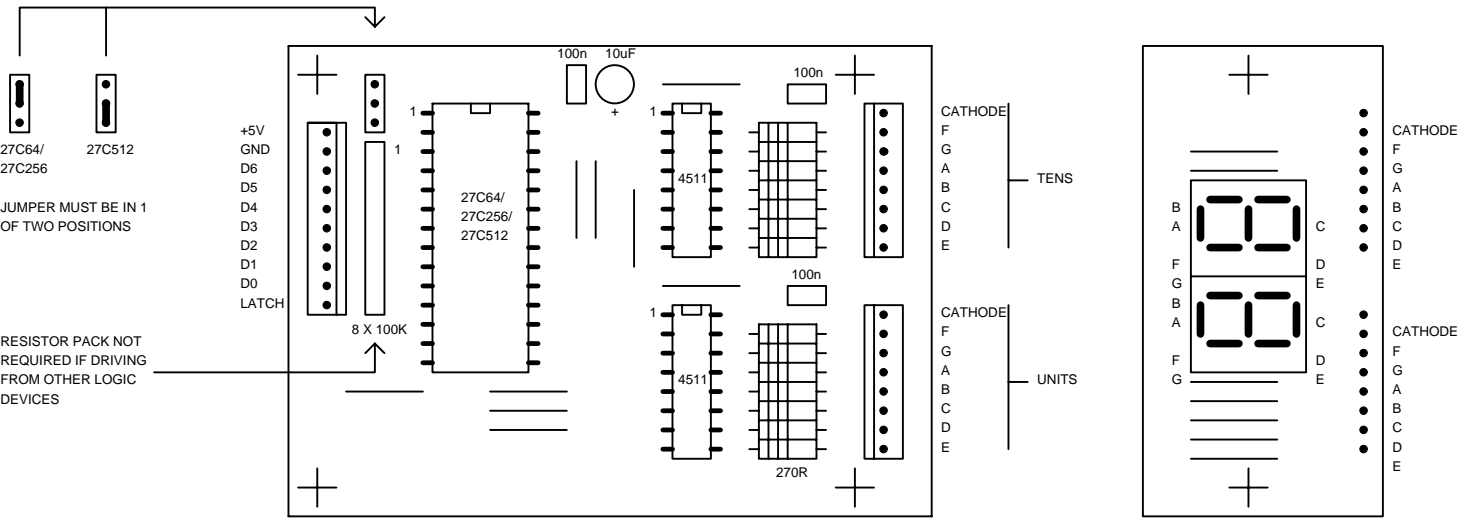 27C64/
27C256
27C512
JUMPER MUST BE IN 1
OF TWO POSITIONS
RESISTOR PACK NOT
REQUIRED IF DRIVING
FROM OTHER LOGIC
DEVICES
+5V
GND
D6
D5
D4
D3
D2
D1
D0
LATCH
1
8 X 100K
1
27C64/
27C256/
27C512
100n
10uF
+
100n
1
4511
100n
1
4511
270R
CATHODE
F
G
A
B
C
D
E
TENS
CATHODE
F
G
A
B
C
D
E
UNITS
B
A
F
G
B
A
F
G
C
D
E
C
D
E
CATHODE
F
G
A
B
C
D
E
CATHODE
F
G
A
B
C
D
E